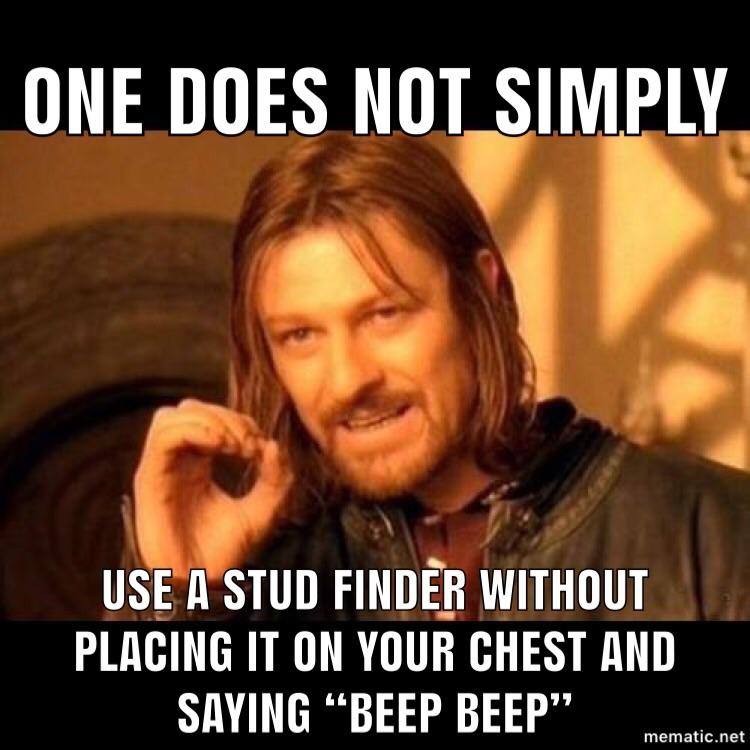 ONE DOES NOT SIMPLY
USE A STUD FINDER WITHOUT
PLACING IT ON YOUR CHEST AND
SAYING “BEEP BEEP”
mematic.net